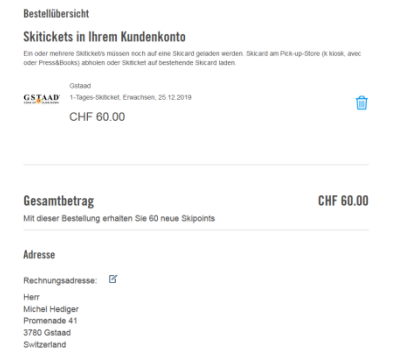 Bestellübersicht
Skitickets in Ihrem Kundenkonto
Ein oder mehrere Skiticket/s müssen noch auf eine Skicard geladen werden. Skicard am Pick-up-Store (k kiosk, avec
oder Press&Books) abholen oder Skiticket auf bestehende Skicard laden.
Gstaad
GSTAAD
1-Tages-Skiticket, Erwachsen, 25.12.2019
CHF 60.00
Gesamtbetrag
CHF 60.00
Mit dieser Bestellung erhalten Sie 60 neue Skipoints
Adresse
Rechnungsadresse:
Herr
Michel Hediger
Promenade 41
3780 Gstaad
Switzerland